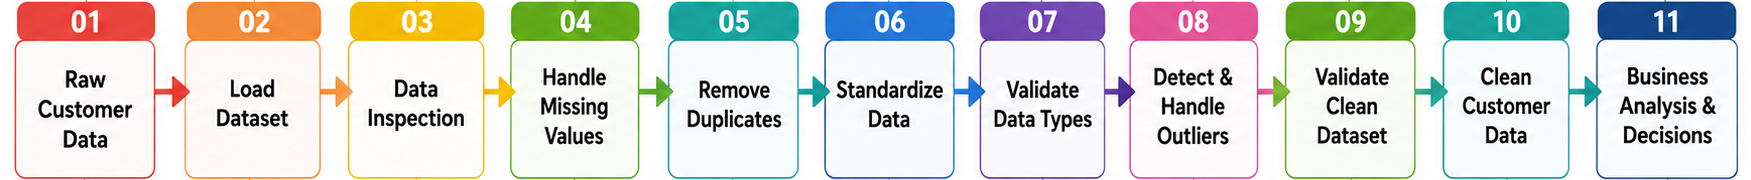 01
Raw
Customer
Data
02
Load
Dataset
03
Data
Inspection
04
Handle
Missing
Values
05
Remove
Duplicates
06
Standardize
Data
07
Validate
Data Types
08
Detect &
Handle
Outliers
09
Validate
Clean
Dataset
10
Clean
Customer
Data
11
Business
Analysis &
Decisions